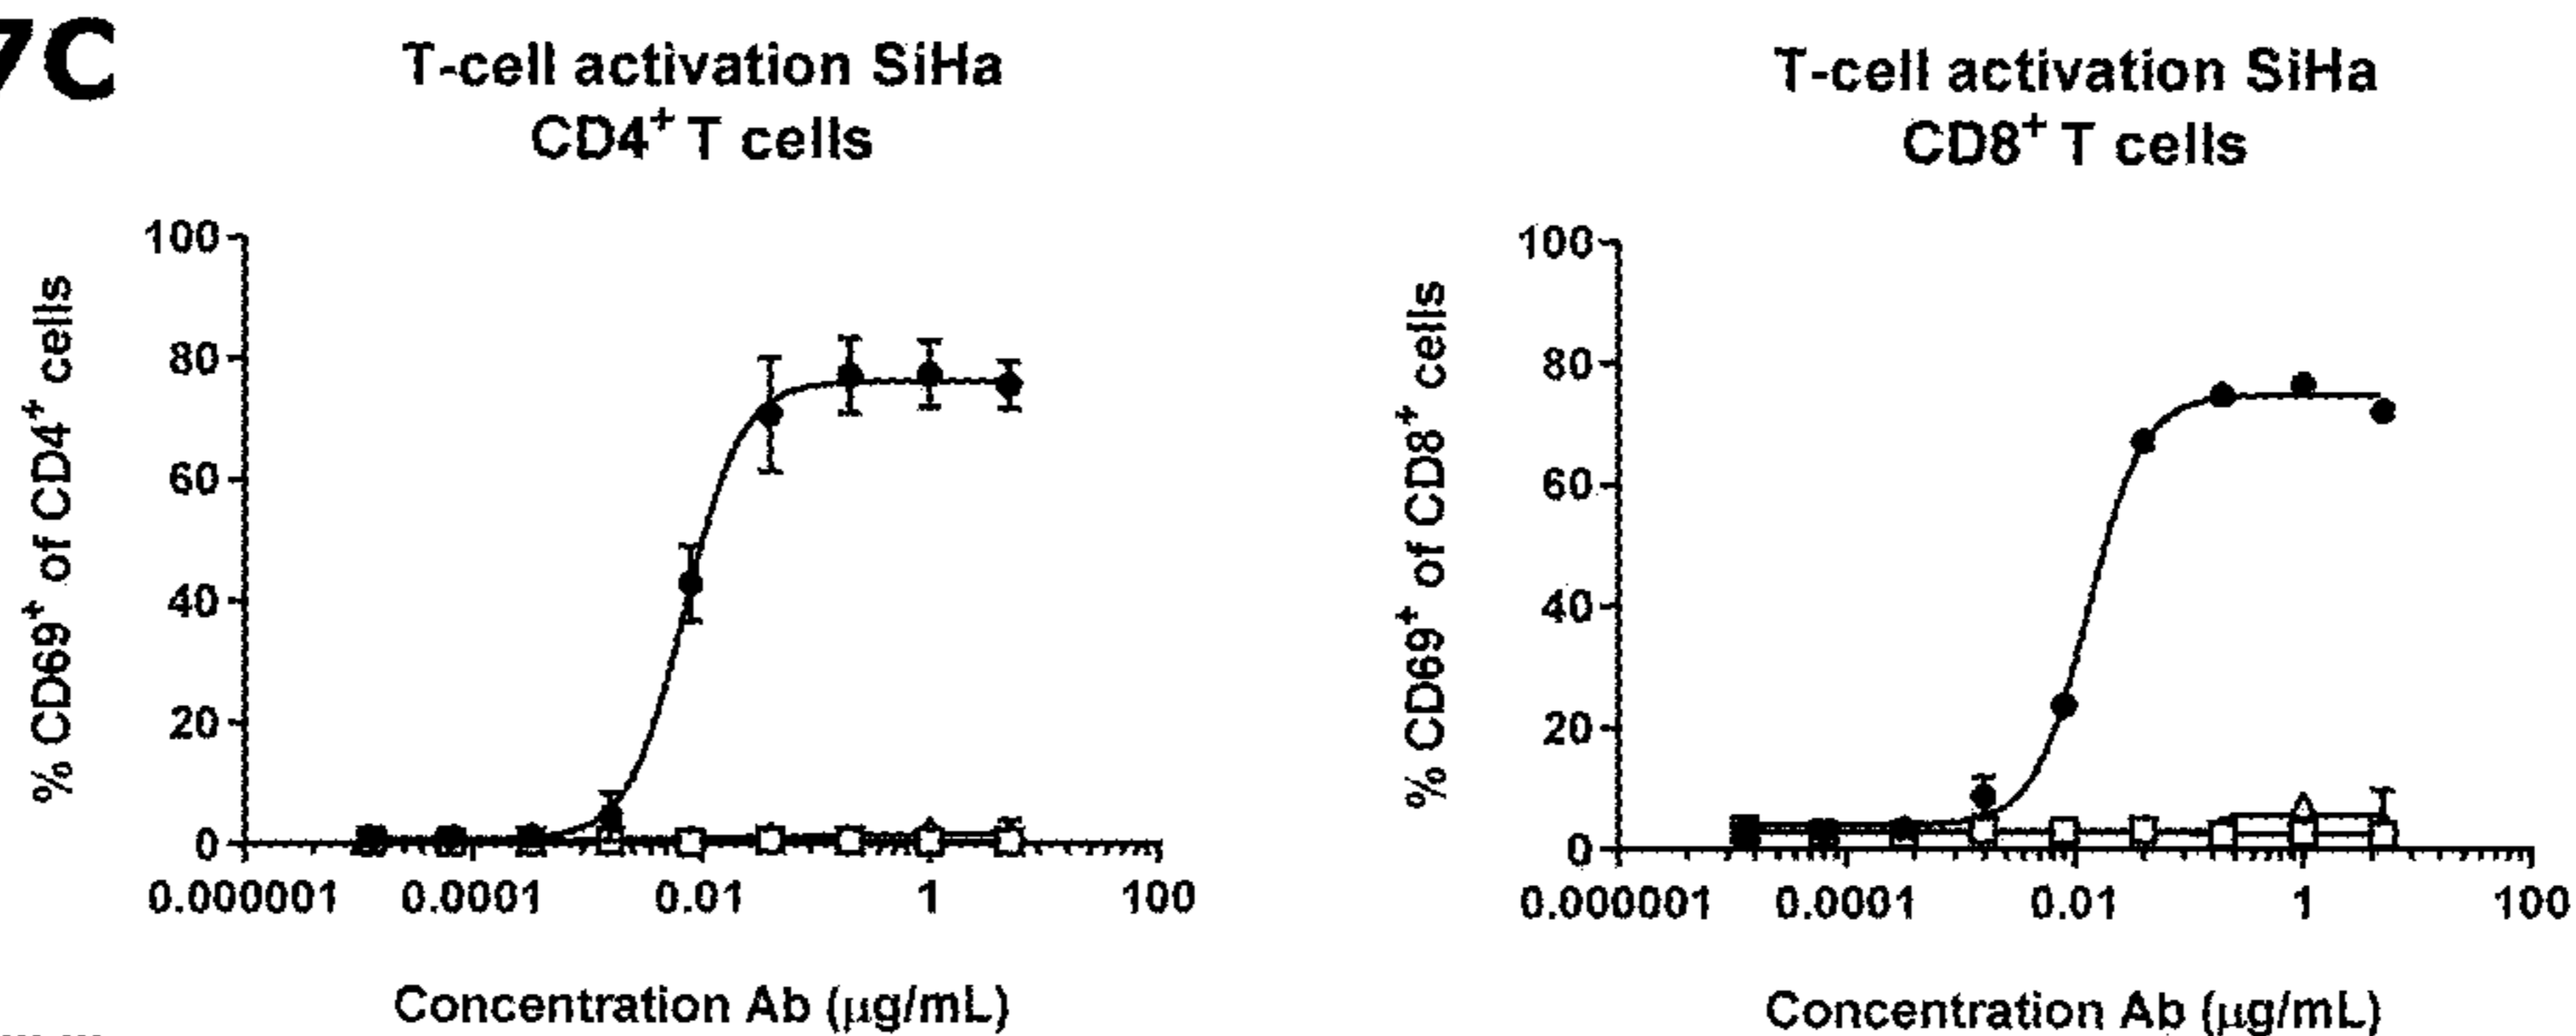 7C
T-cell activation SiHa
CD4⁺ T cells
% CD69⁺ of CD4⁺ cells
100
80
60
40
20
0
0.000001 0.0001 0.01 1 100
Concentration Ab (μg/mL)
T-cell activation SiHa
CD8⁺ T cells
% CD69⁺ of CD8⁺ cells
100
80
60
40
20
0
0.000001 0.0001 0.01 1 100
Concentration Ab (μg/mL)